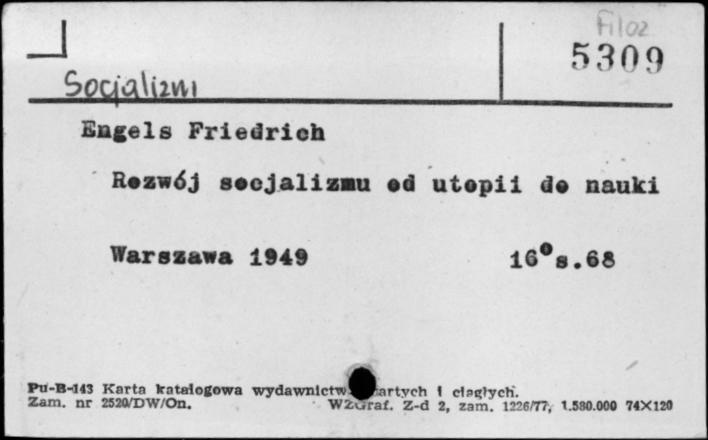 Filoz
5309
Socjalizm
Engels Friedrich
Rozwój socjalizmu od utopii do nauki
Warszawa 1949 16° s.68
Pu-B-143 Karta katalogowa wydawnictw i ciągłych.
Zam. nr 2520/DW/On. WZGraf. Z-d 2, zam. 1226/77, 1.580.000 74X120